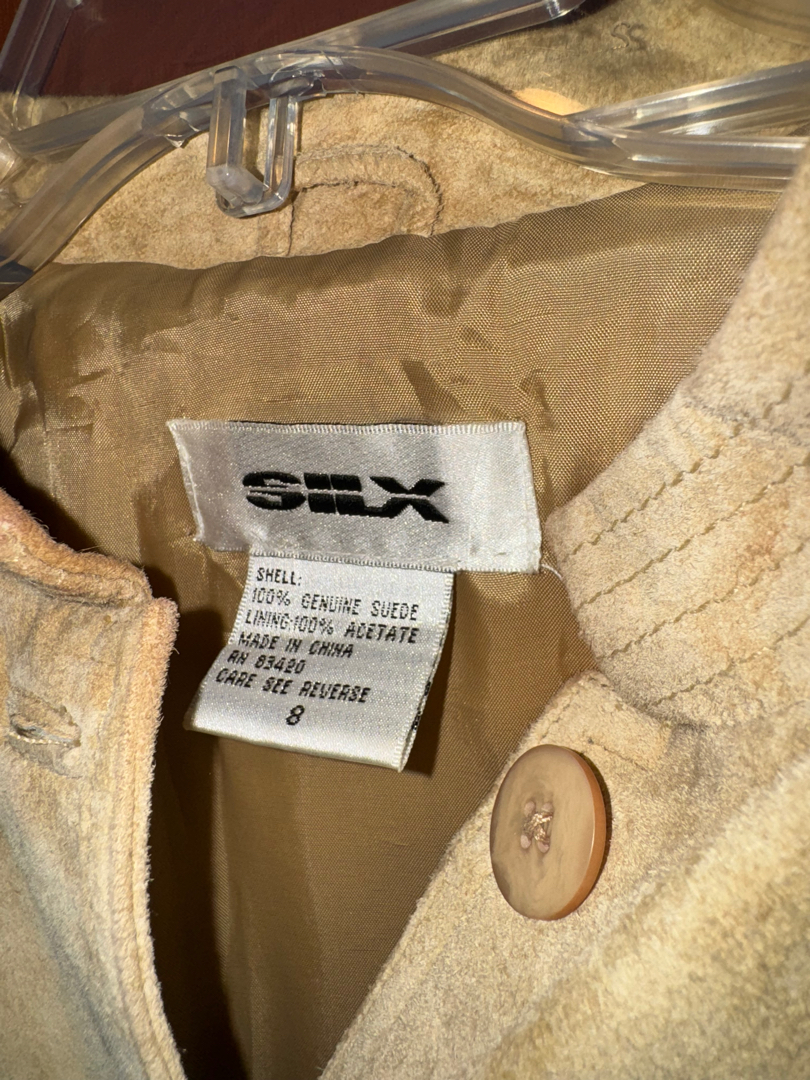 SILX
SHELL:
100% GENUINE SUEDE
LINING:100% ACETATE
MADE IN CHINA
RN 83420
CARE SEE REVERSE
8